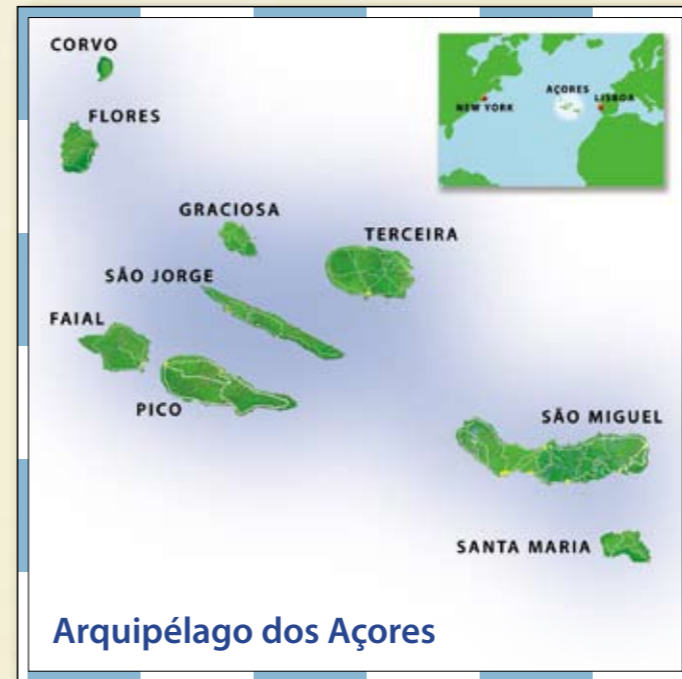 CORVO
FLORES
AÇORES
LISBOA
NEW YORK
GRACIOSA
TERCEIRA
SÃO JORGE
FAIAL
PICO
SÃO MIGUEL
SANTA MARIA
Arquipélago dos Açores